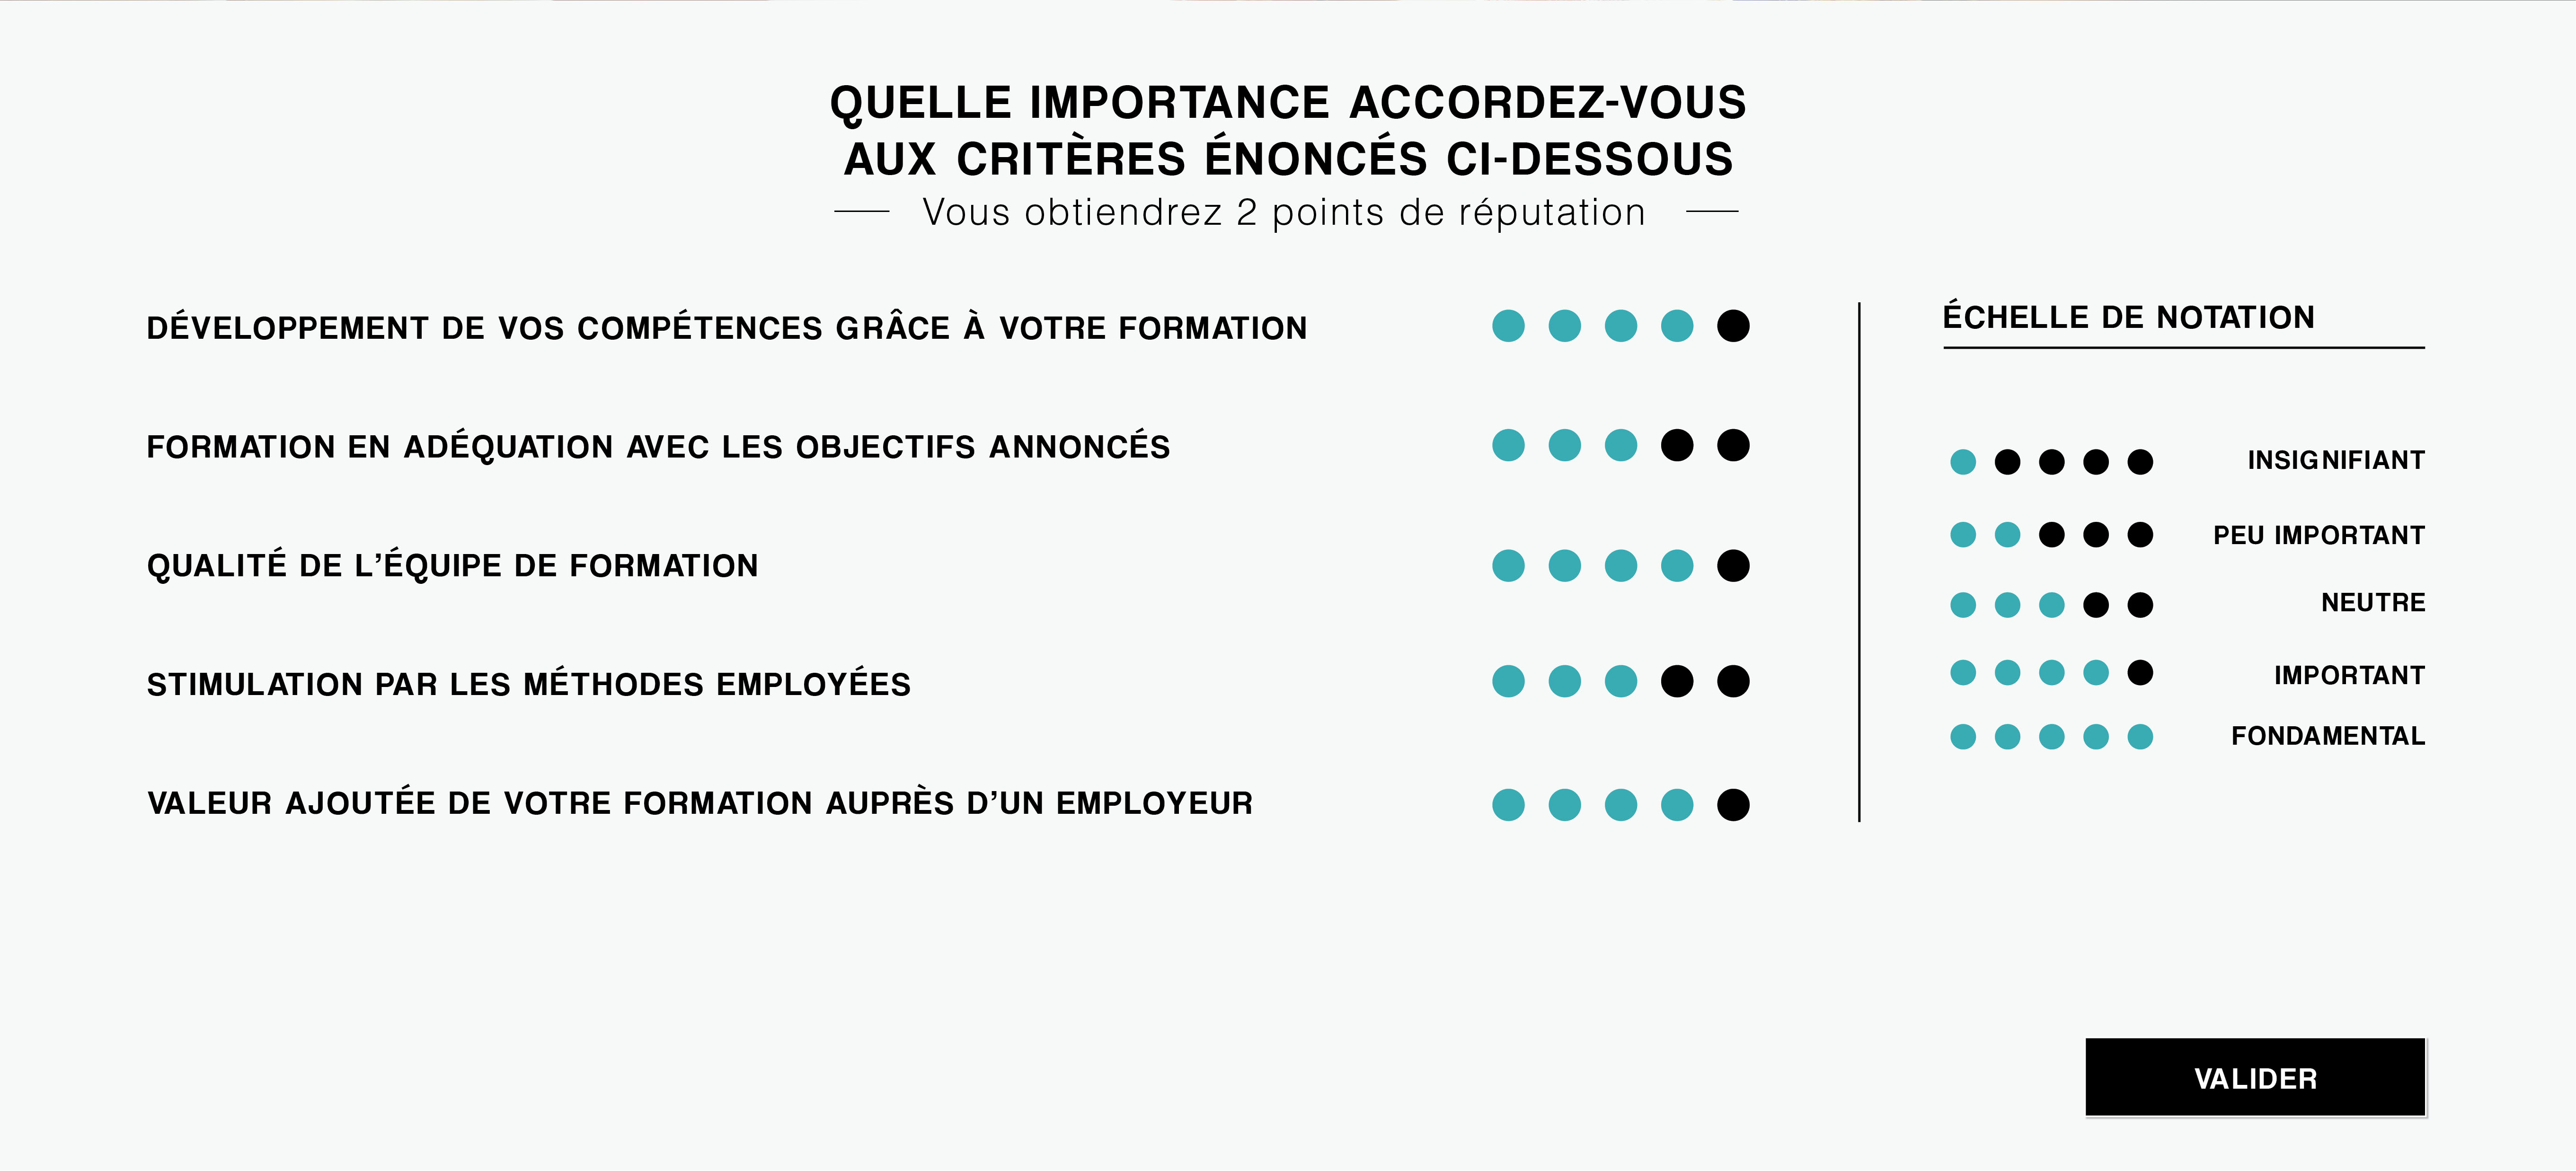 QUELLE IMPORTANCE ACCORDEZ-VOUS
AUX CRITÈRES ÉNONCÉS CI-DESSOUS
Vous obtiendrez 2 points de réputation
DÉVELOPPEMENT DE VOS COMPÉTENCES GRÂCE À VOTRE FORMATION
FORMATION EN ADÉQUATION AVEC LES OBJECTIFS ANNONCÉS
QUALITÉ DE L’ÉQUIPE DE FORMATION
STIMULATION PAR LES MÉTHODES EMPLOYÉES
VALEUR AJOUTÉE DE VOTRE FORMATION AUPRÈS D’UN EMPLOYEUR
ÉCHELLE DE NOTATION
INSIGNIFIANT
PEU IMPORTANT
NEUTRE
IMPORTANT
FONDAMENTAL
VALIDER